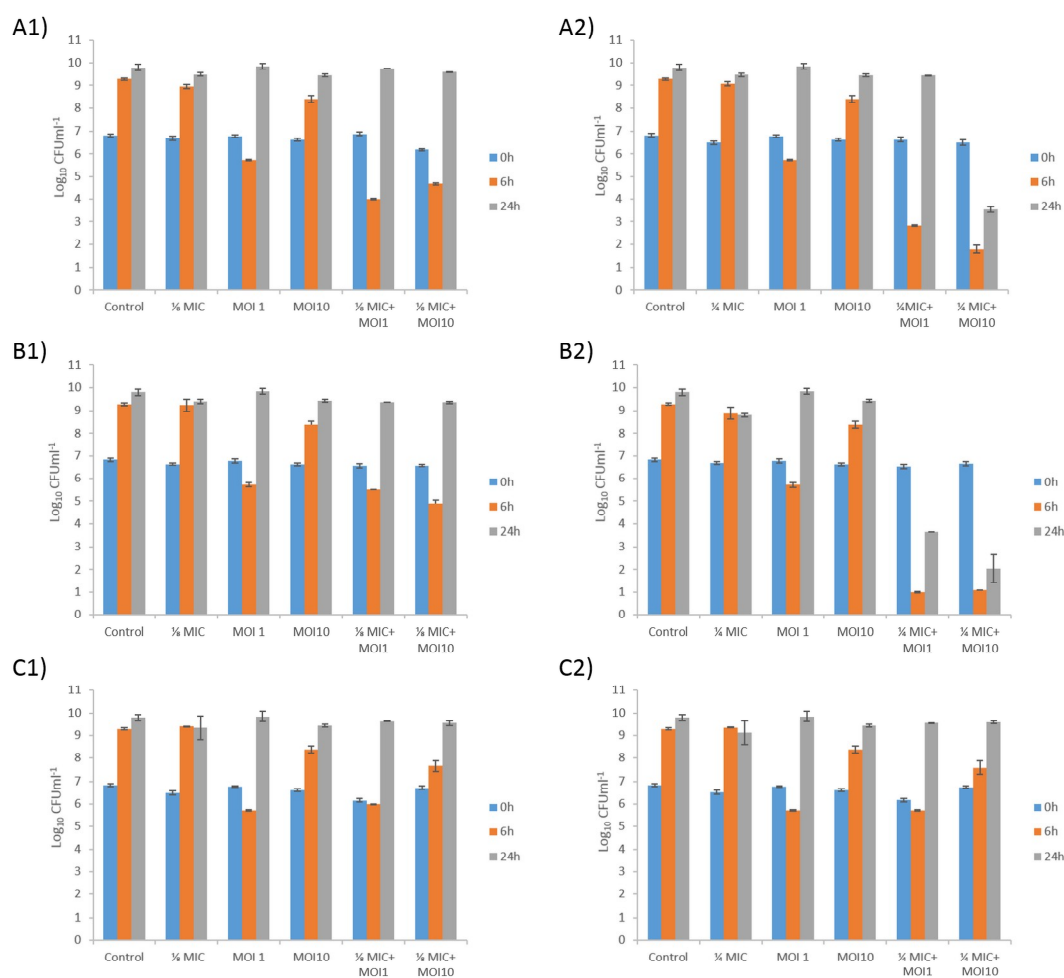 A1)
11
10
9
8
7
6
5
4
3
2
1
0
Log10 CFUml-1
Control ⅛ MIC MOI 1 MOI10 ⅛ MIC+ ⅛ MIC+
MOI1 MOI10
0h
6h
24h
A2)
11
10
9
8
7
6
5
4
3
2
1
0
Log10 CFUml-1
Control ¼ MIC MOI 1 MOI10 ¼MIC+ ¼ MIC+
MOI1 MOI10
0h
6h
24h
B1)
11
10
9
8
7
6
5
4
3
2
1
0
Log10 CFUml-1
Control ⅛ MIC MOI 1 MOI10 ⅛ MIC+ ⅛ MIC+
MOI1 MOI10
0h
6h
24h
B2)
11
10
9
8
7
6
5
4
3
2
1
0
Log10 CFUml-1
Control ¼ MIC MOI 1 MOI10 ¼ MIC+ ¼ MIC+
MOI1 MOI10
0h
6h
24h
C1)
11
10
9
8
7
6
5
4
3
2
1
0
Log10 CFUml-1
Control ⅛ MIC MOI 1 MOI10 ⅛ MIC+ ⅛ MIC+
MOI1 MOI10
0h
6h
24h
C2)
11
10
9
8
7
6
5
4
3
2
1
0
Log10 CFUml-1
Control ¼ MIC MOI 1 MOI10 ¼ MIC+ ¼ MIC+
MOI1 MOI10
0h
6h
24h